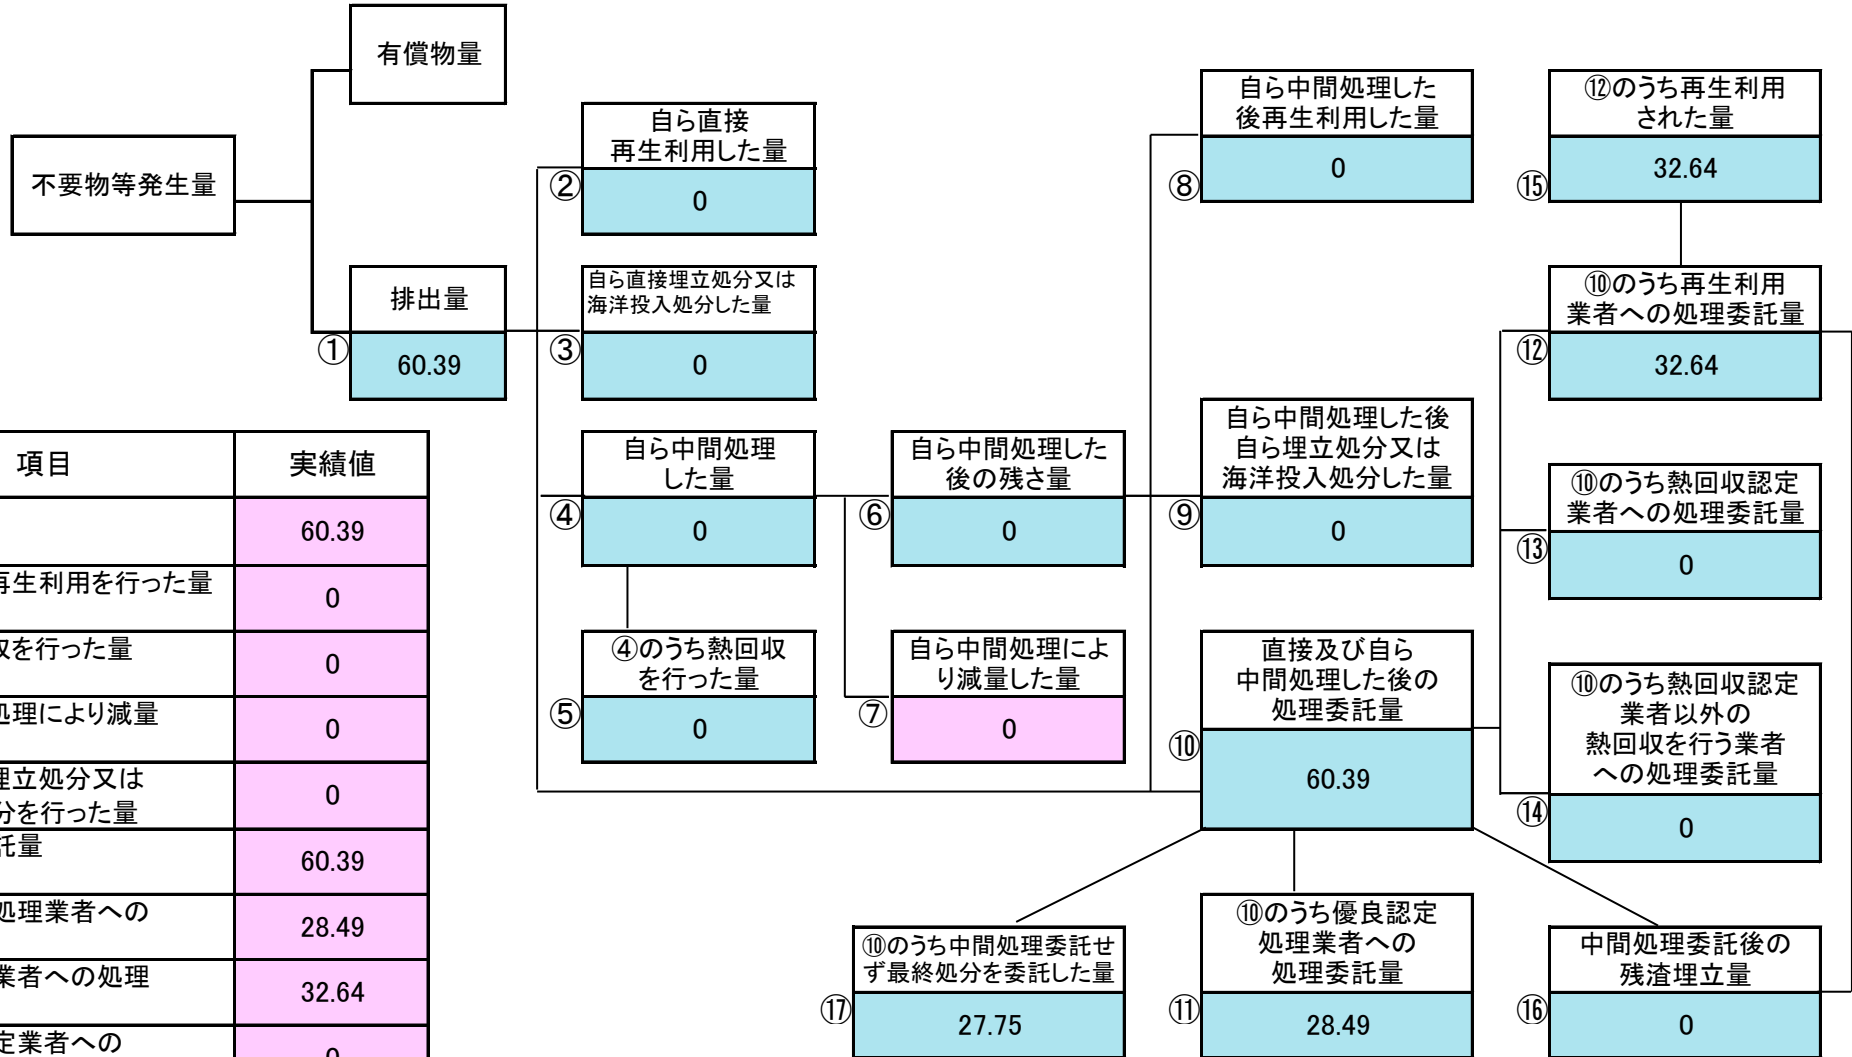 有償物量
不要物等発生量
排出量
①
60.39
自ら直接
再生利用した量
②
0
自ら直接埋立処分又は
海洋投入処分した量
③
0
自ら中間処理
した量
④
0
④のうち熱回収
を行った量
⑤
0
自ら中間処理した
後の残さ量
⑥
0
自ら中間処理によ
り減量した量
⑦
0
自ら中間処理した
後再生利用した量
⑧
0
自ら中間処理した後
自ら埋立処分又は
海洋投入処分した量
⑨
0
直接及び自ら
中間処理した後の
処理委託量
⑩
60.39
⑫のうち再生利用
された量
⑮
32.64
⑩のうち再生利用
業者への処理委託量
⑫
32.64
⑩のうち熱回収認定
業者への処理委託量
⑬
0
⑩のうち熱回収認定
業者以外の
熱回収を行う業者
への処理委託量
⑭
0
⑩のうち中間処理委託せ
ず最終処分を委託した量
⑰
27.75
⑩のうち優良認定
処理業者への
処理委託量
⑪
28.49
中間処理委託後の
残渣埋立量
⑯
0
項目 実績値
60.39
再生利用を行った量 0
を行った量 0
処理により減量 0
埋立処分又は
分を行った量 0
託量 60.39
処理業者への 28.49
業者への処理 32.64
定業者への 0